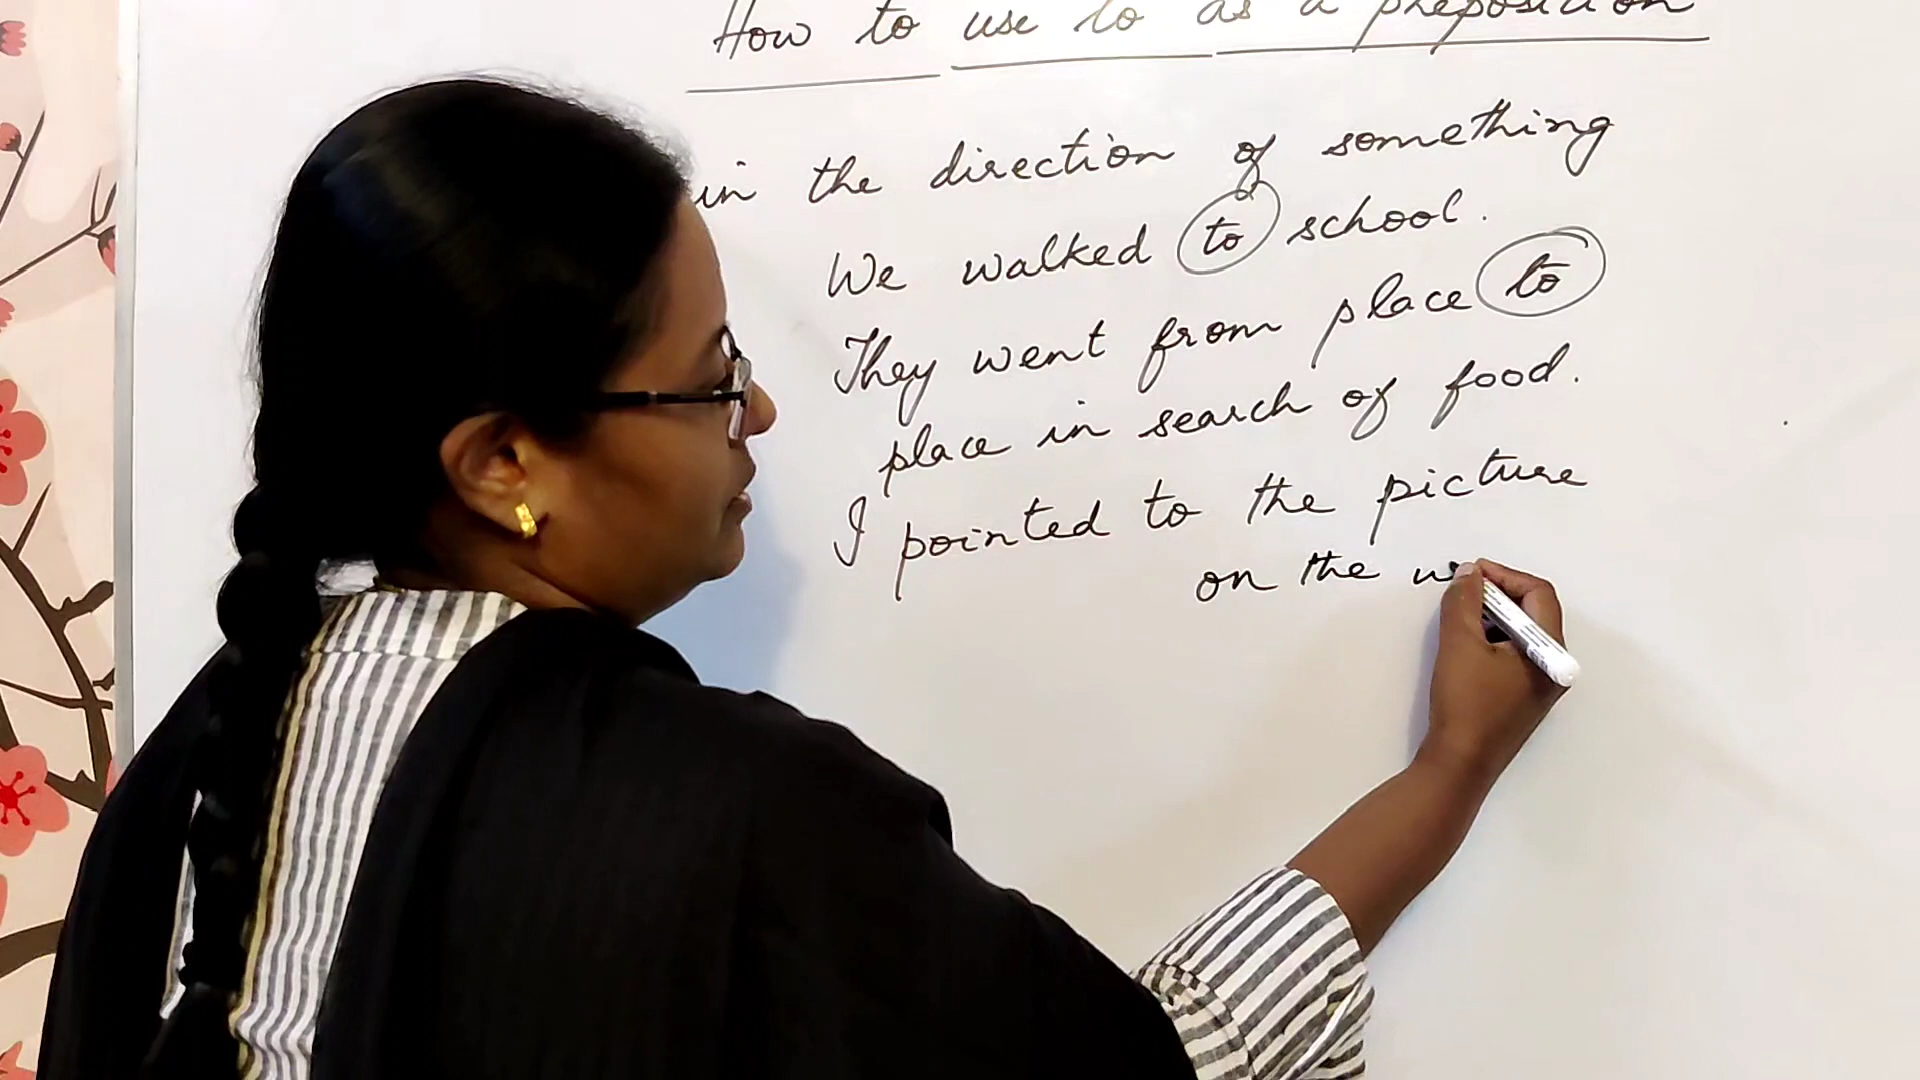 How to use to as a preposition
in the direction of something
We walked to school.
They went from place to
place in search of food.
I pointed to the picture
on the w